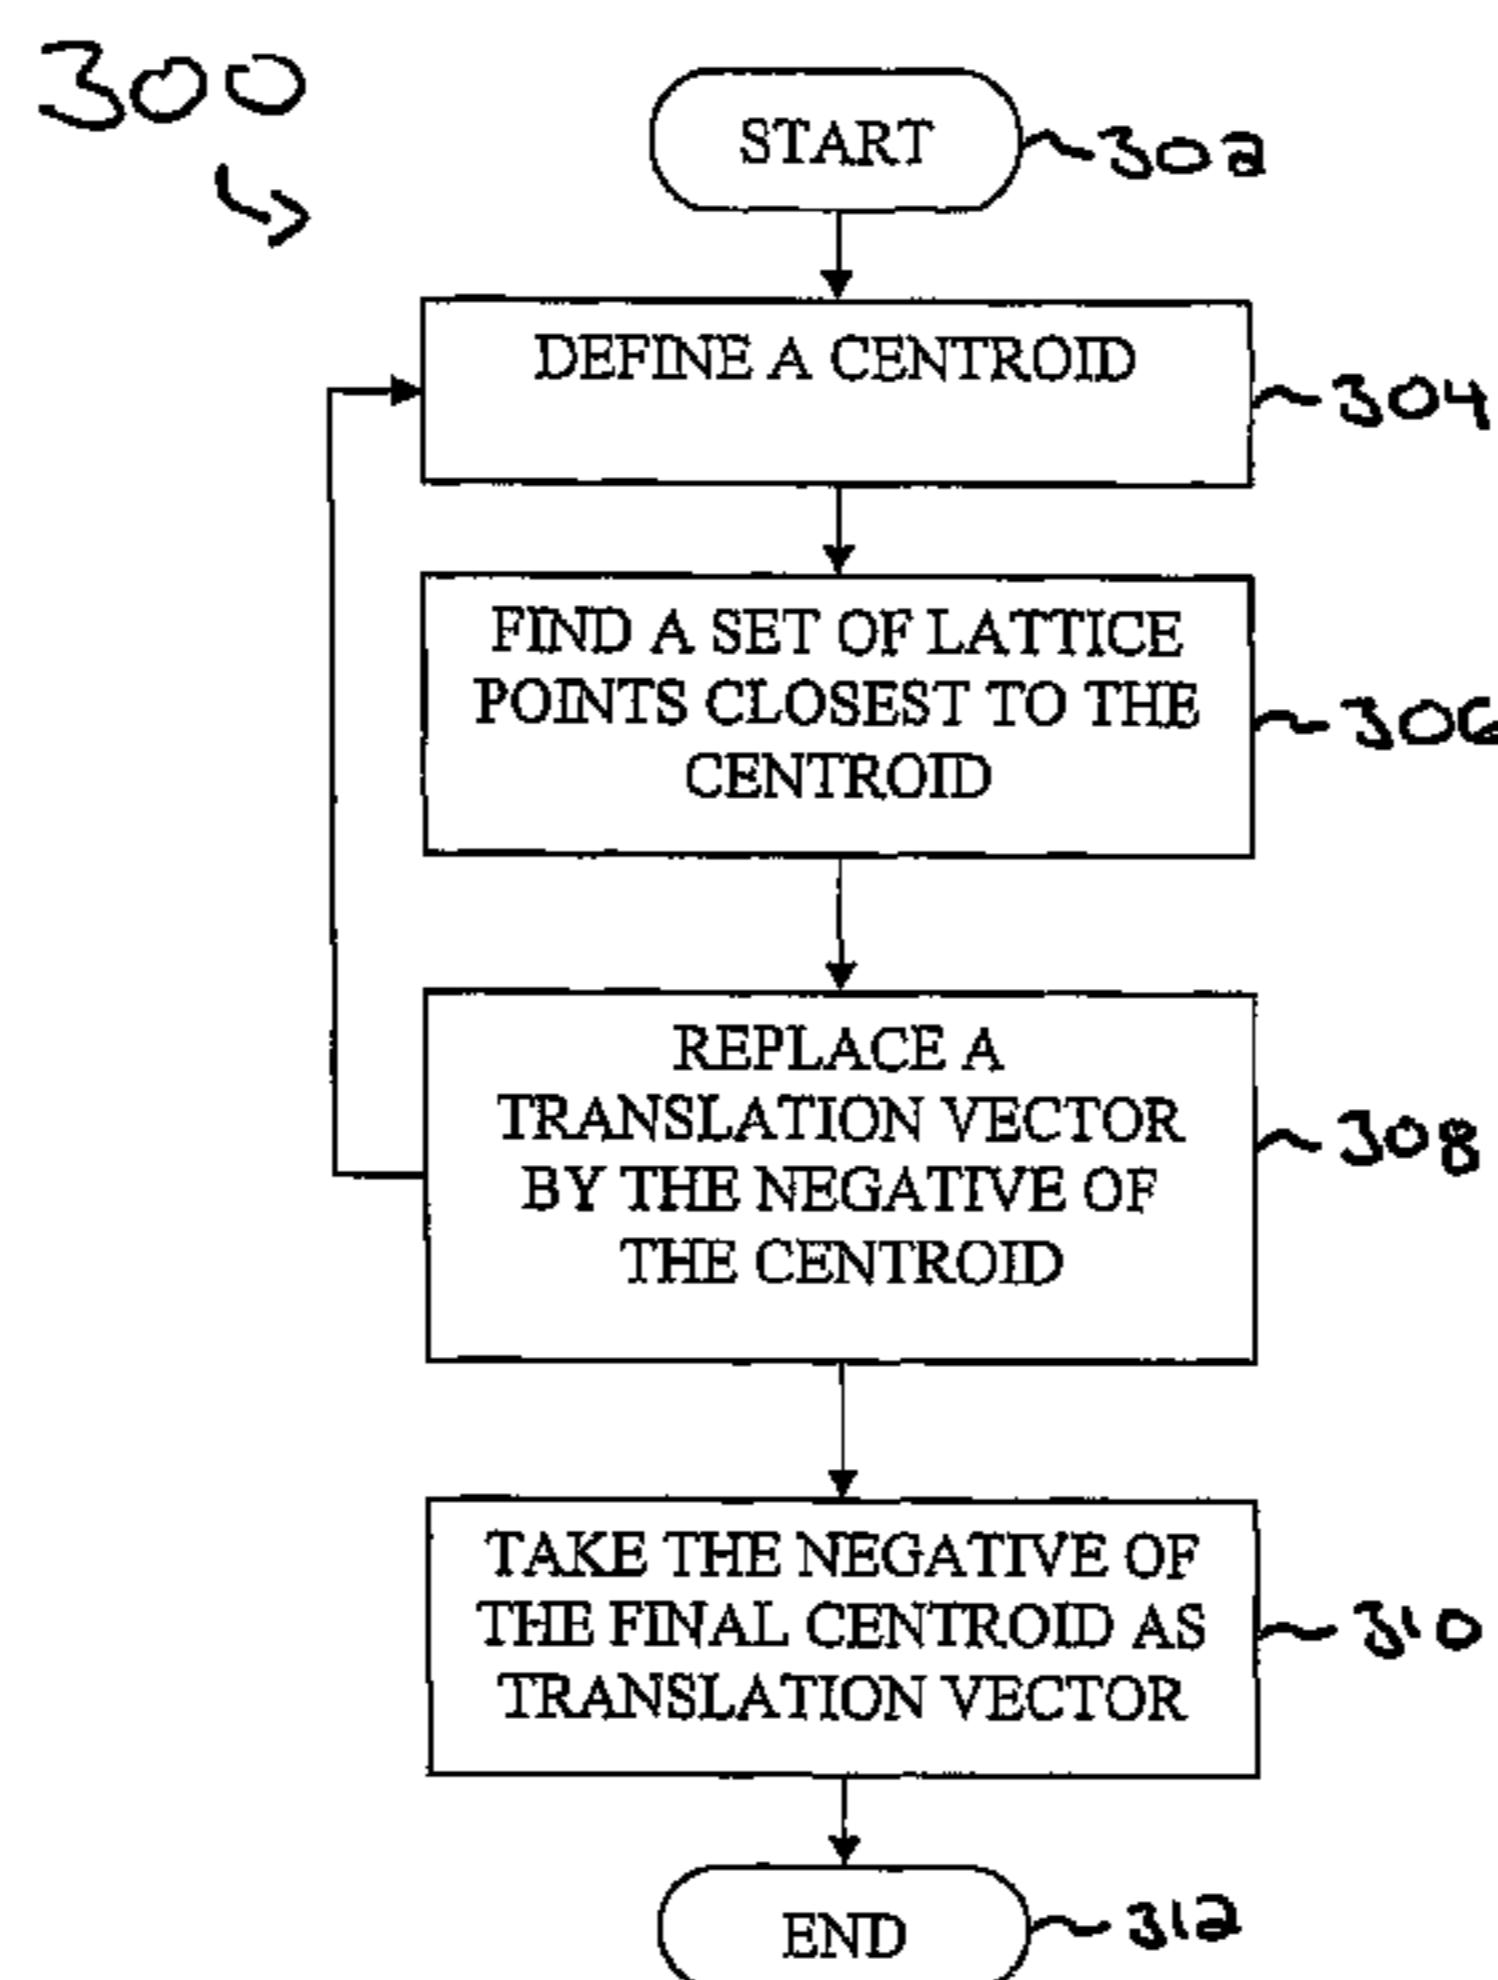 300
START
302
DEFINE A CENTROID
304
FIND A SET OF LATTICE
POINTS CLOSEST TO THE
CENTROID
306
REPLACE A
TRANSLATION VECTOR
BY THE NEGATIVE OF
THE CENTROID
308
TAKE THE NEGATIVE OF
THE FINAL CENTROID AS
TRANSLATION VECTOR
310
END
312